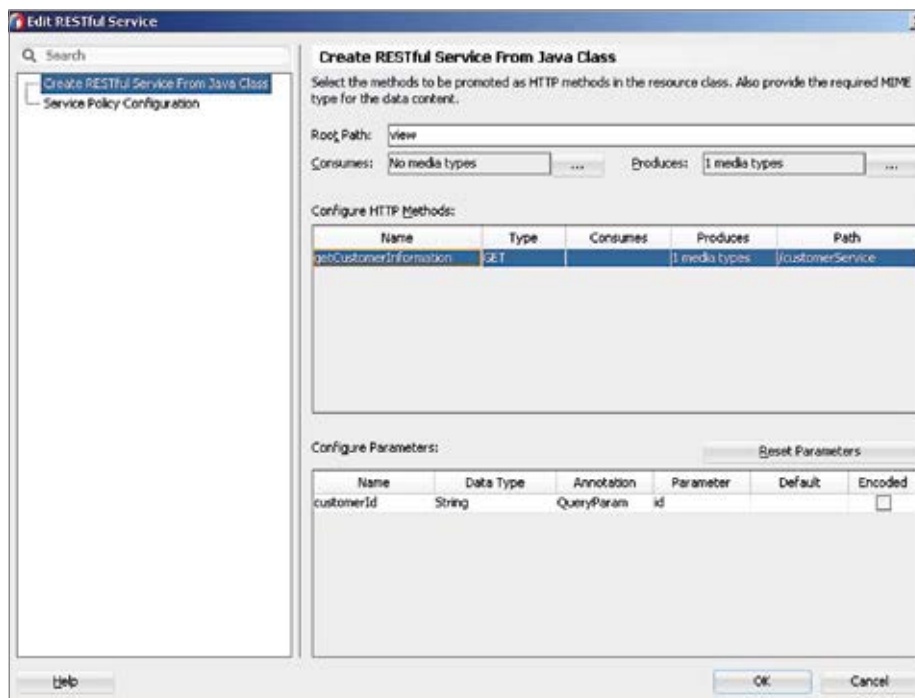 Edit RESTful Service
Search
Create RESTful Service From Java Class
Service Policy Configuration
Create RESTful Service From Java Class
Select the methods to be promoted as HTTP methods in the resource class. Also provide the required MIME
type for the data content.
Root Path: view
Consumes: No media types ... Produces: 1 media types ...
Configure HTTP Methods:
Name Type Consumes Produces Path
getCustomerInformation GET 1 media types /customerService
Configure Parameters: Reset Parameters
Name Data Type Annotation Parameter Default Encoded
customerId String QueryParam id
Help OK Cancel